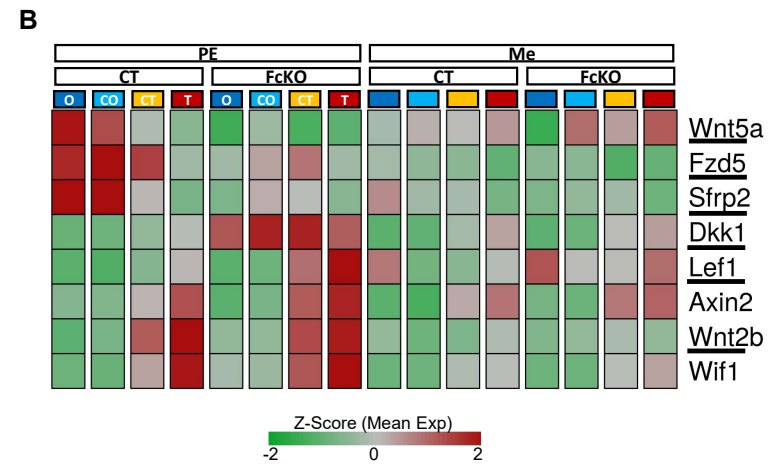 B
PE Me
CT FcKO CT FcKO
O CO CT T O CO CT T
Wnt5a
Fzd5
Sfrp2
Dkk1
Lef1
Axin2
Wnt2b
Wif1
Z-Score (Mean Exp)
-2 0 2